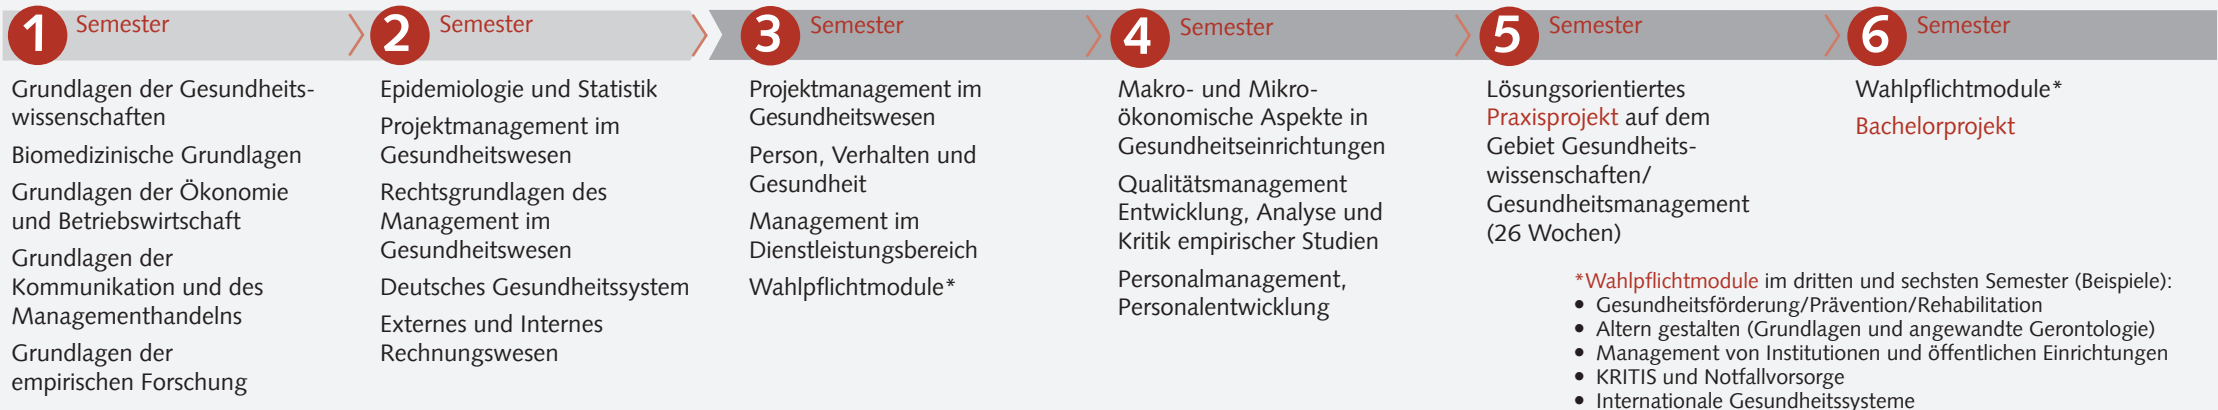 1 Semester
Grundlagen der Gesundheits-
wissenschaften
Biomedizinische Grundlagen
Grundlagen der Ökonomie
und Betriebswirtschaft
Grundlagen der
Kommunikation und des
Managementhandelns
Grundlagen der
empirischen Forschung
2 Semester
Epidemiologie und Statistik
Projektmanagement im
Gesundheitswesen
Rechtsgrundlagen des
Management im
Gesundheitswesen
Deutsches Gesundheitssystem
Externes und Internes
Rechnungswesen
3 Semester
Projektmanagement im
Gesundheitswesen
Person, Verhalten und
Gesundheit
Management im
Dienstleistungsbereich
Wahlpflichtmodule*
4 Semester
Makro- und Mikro-
ökonomische Aspekte in
Gesundheitseinrichtungen
Qualitätsmanagement
Entwicklung, Analyse und
Kritik empirischer Studien
Personalmanagement,
Personalentwicklung
5 Semester
Lösungsorientiertes
Praxisprojekt auf dem
Gebiet Gesundheits-
wissenschaften/
Gesundheitsmanagement
(26 Wochen)
6 Semester
Wahlpflichtmodule*
Bachelorprojekt
*Wahlpflichtmodule im dritten und sechsten Semester (Beispiele):
• Gesundheitsförderung/Prävention/Rehabilitation
• Altern gestalten (Grundlagen und angewandte Gerontologie)
• Management von Institutionen und öffentlichen Einrichtungen
• KRITIS und Notfallvorsorge
• Internationale Gesundheitssysteme